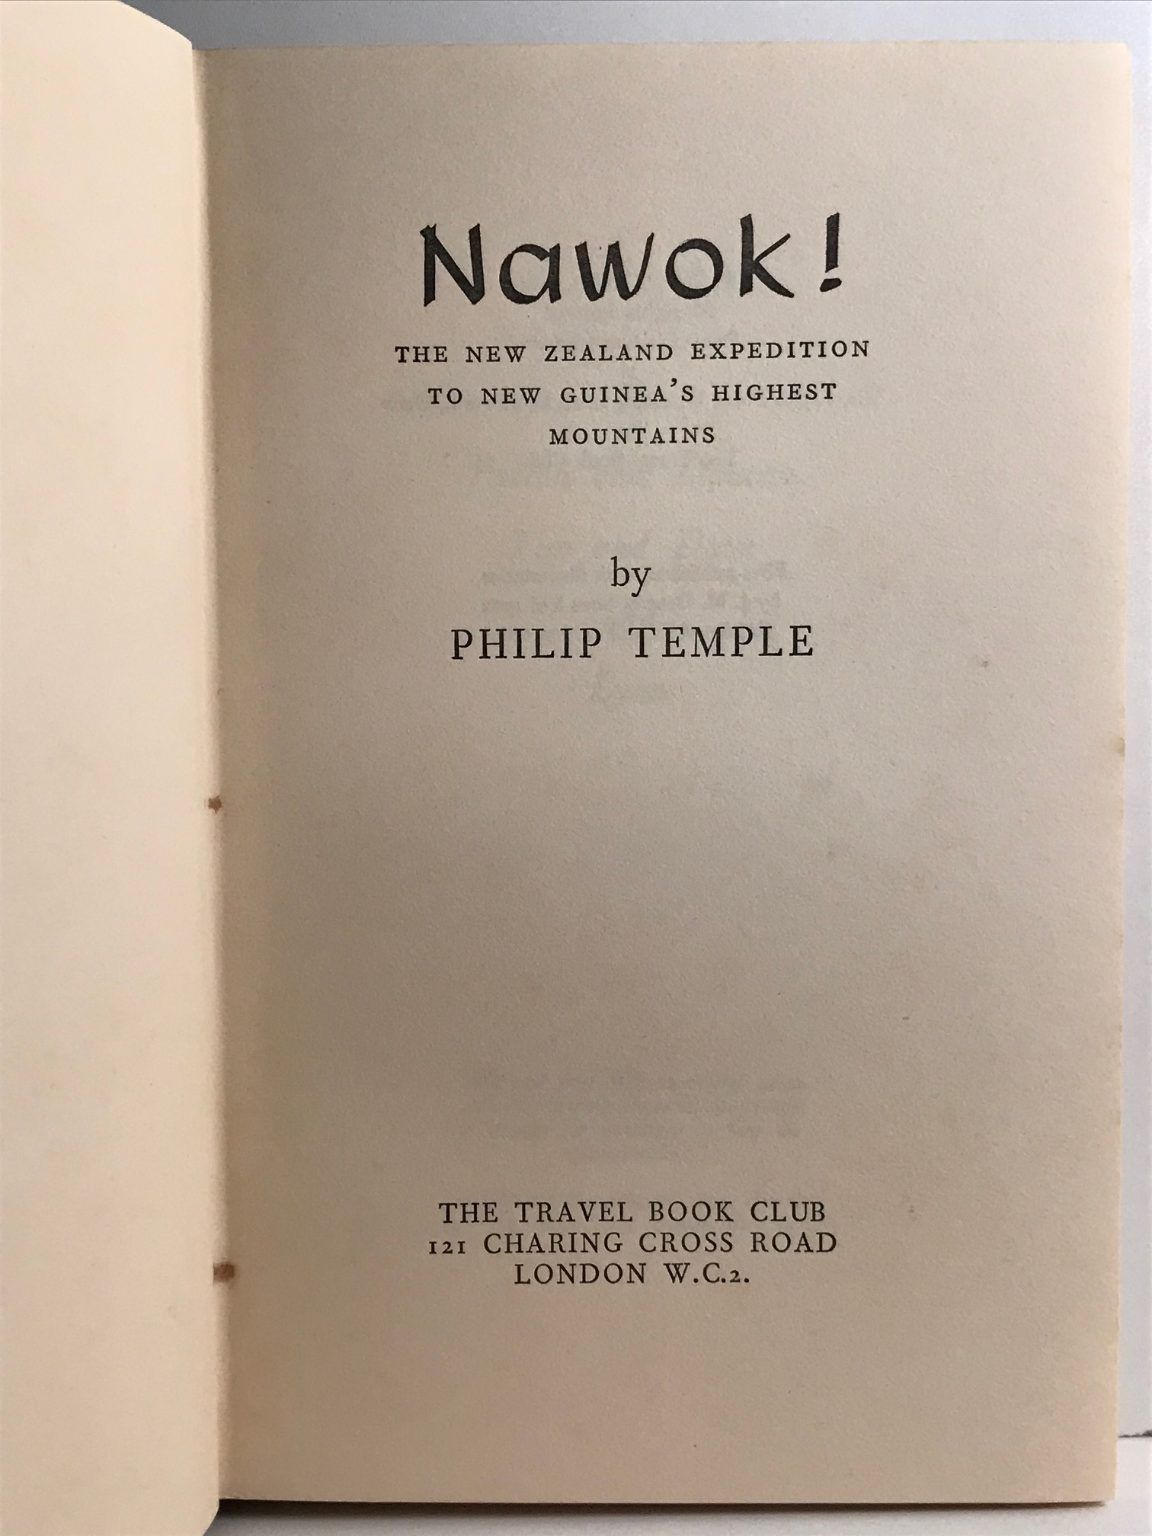 Nawok!
THE NEW ZEALAND EXPEDITION
TO NEW GUINEA'S HIGHEST
MOUNTAINS
by
PHILIP TEMPLE
THE TRAVEL BOOK CLUB
121 CHARING CROSS ROAD
LONDON W.C.2.